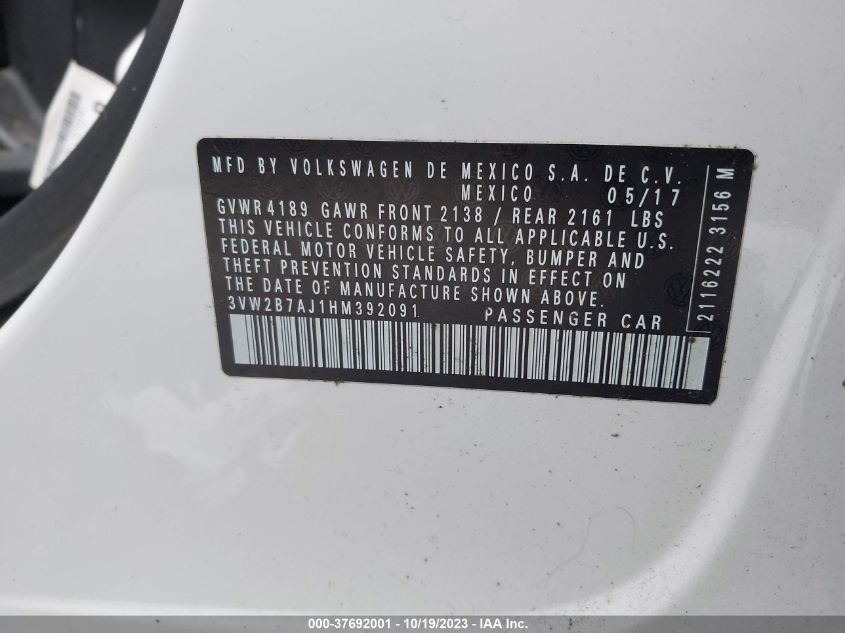 MFD BY VOLKSWAGEN DE MEXICO S.A. DE C.V.
MEXICO 05/17
GVWR 4189 GAWR FRONT 2138 / REAR 2161 LBS
THIS VEHICLE CONFORMS TO ALL APPLICABLE U.S.
FEDERAL MOTOR VEHICLE SAFETY, BUMPER AND
THEFT PREVENTION STANDARDS IN EFFECT ON
THE DATE OF MANUFACTURE SHOWN ABOVE.
3VW2B7AJ1HM392091 PASSENGER CAR
2116222 3156 M
000-37692001 - 10/19/2023 - IAA Inc.